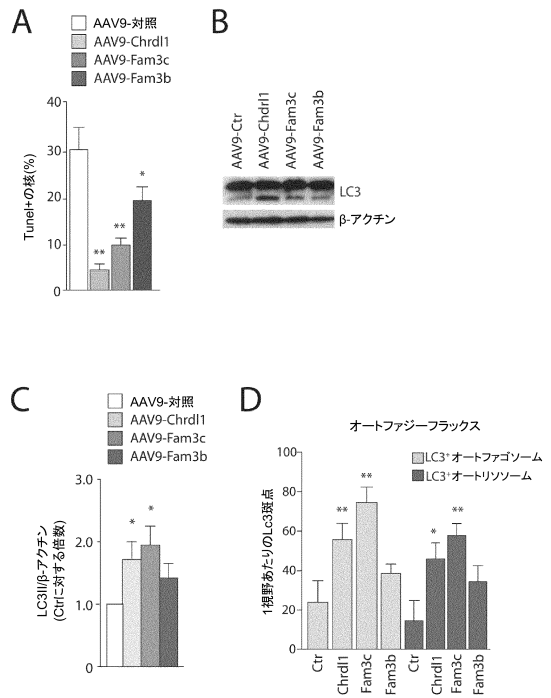 A
AAV9-対照
AAV9-Chrdl1
AAV9-Fam3c
AAV9-Fam3b
Tunel+の核(%)
40
30
20
10
0
**
**
*
B
AAV9-Ctr
AAV9-Chdrl1
AAV9-Fam3c
AAV9-Fam3b
LC3
β-アクチン
C
AAV9-対照
AAV9-Chrdl1
AAV9-Fam3c
AAV9-Fam3b
LC3II/β-アクチン
(Ctrlに対する倍数)
3.0
2.0
1.0
0
*
*
D
オートファジーフラックス
LC3+オートファゴソーム
LC3+オートリソソーム
1視野あたりのLc3斑点
100
80
60
40
20
0
**
**
*
**
Ctr
Chrdl1
Fam3c
Fam3b
Ctr
Chrdl1
Fam3c
Fam3b